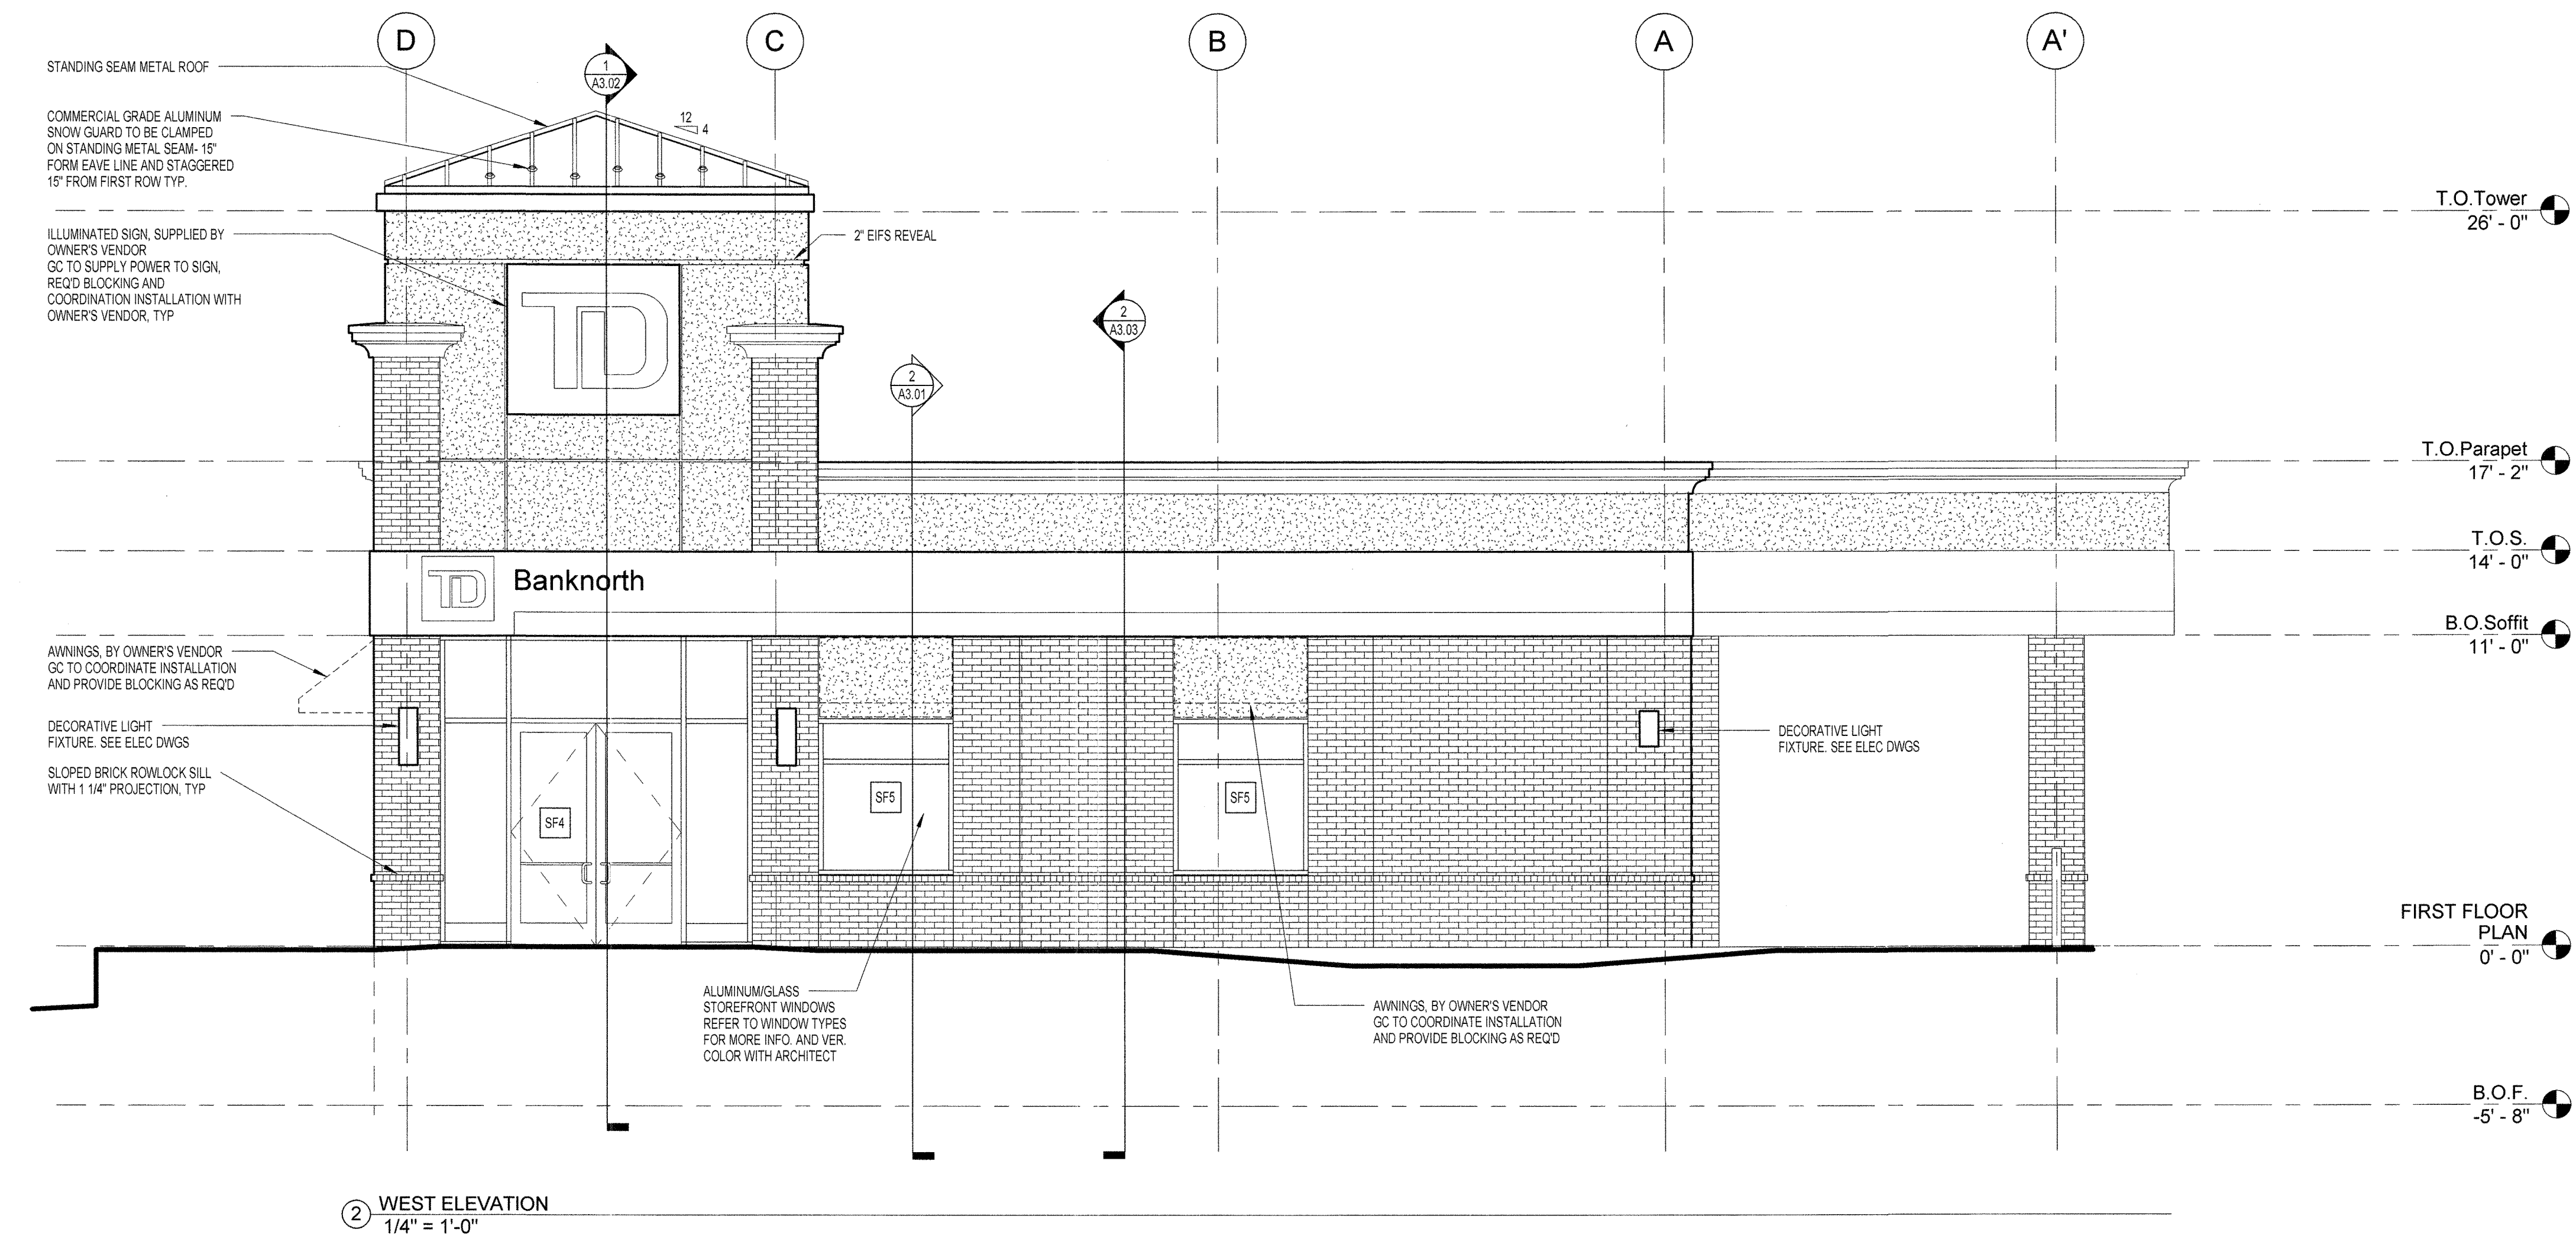 D
C
B
A
A'
1
A3.02
STANDING SEAM METAL ROOF
COMMERCIAL GRADE ALUMINUM
SNOW GUARD TO BE CLAMPED
ON STANDING METAL SEAM- 15"
FORM EAVE LINE AND STAGGERED
15" FROM FIRST ROW TYP.
12
4
T.O.Tower
26' - 0"
ILLUMINATED SIGN, SUPPLIED BY
OWNER'S VENDOR
GC TO SUPPLY POWER TO SIGN,
REQ'D BLOCKING AND
COORDINATION INSTALLATION WITH
OWNER'S VENDOR, TYP
2" EIFS REVEAL
TD
2
A3.03
2
A3.01
T.O.Parapet
17' - 2"
T.O.S.
14' - 0"
TD
Banknorth
B.O.Soffit
11' - 0"
AWNINGS, BY OWNER'S VENDOR
GC TO COORDINATE INSTALLATION
AND PROVIDE BLOCKING AS REQ'D
DECORATIVE LIGHT
FIXTURE. SEE ELEC DWGS
DECORATIVE LIGHT
FIXTURE. SEE ELEC DWGS
SLOPED BRICK ROWLOCK SILL
WITH 1 1/4" PROJECTION, TYP
SF4
SF5
SF5
FIRST FLOOR
PLAN
0' - 0"
ALUMINUM/GLASS
STOREFRONT WINDOWS
REFER TO WINDOW TYPES
FOR MORE INFO. AND VER.
COLOR WITH ARCHITECT
AWNINGS, BY OWNER'S VENDOR
GC TO COORDINATE INSTALLATION
AND PROVIDE BLOCKING AS REQ'D
B.O.F.
-5' - 8"
2
WEST ELEVATION
1/4" = 1'-0"